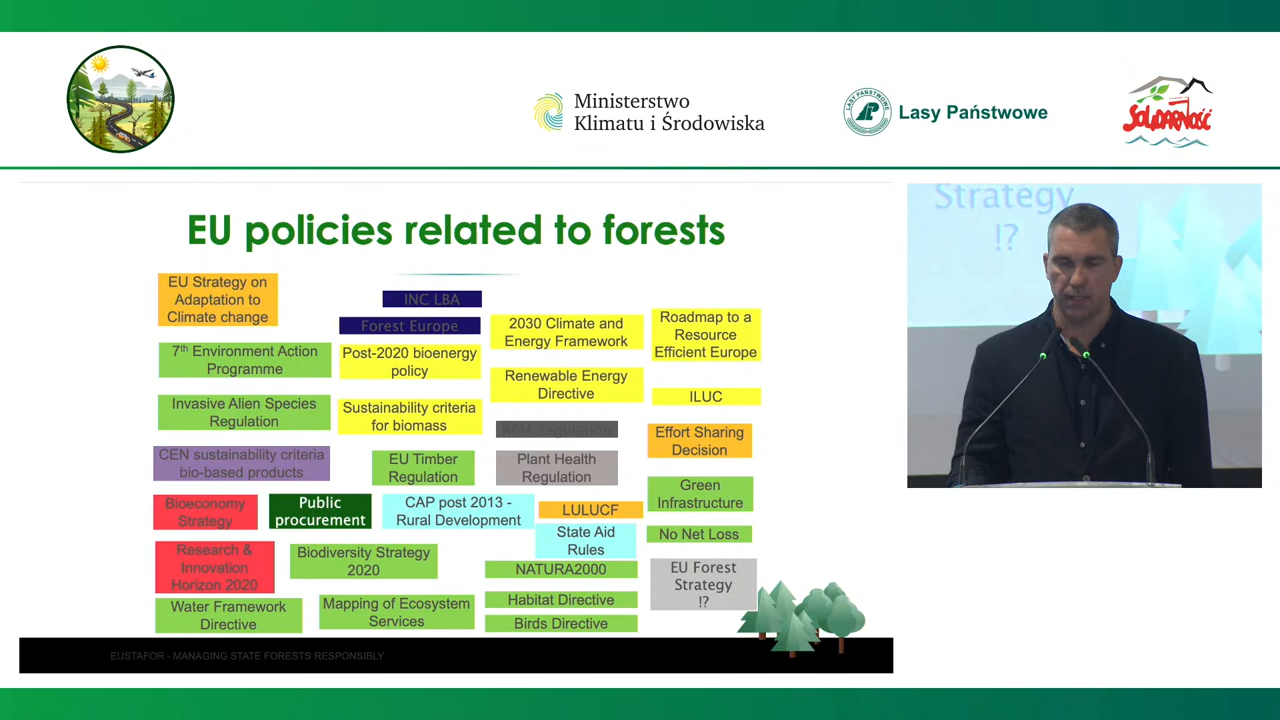 Ministerstwo
Klimatu i Środowiska
LASY PAŃSTWOWE
Lasy Państwowe
SOLIDARNOŚĆ
EU policies related to forests
EU Strategy on
Adaptation to
Climate change
INC LBA
Forest Europe
2030 Climate and
Energy Framework
Roadmap to a
Resource
Efficient Europe
7th Environment Action
Programme
Post-2020 bioenergy
policy
Renewable Energy
Directive
ILUC
Invasive Alien Species
Regulation
Sustainability criteria
for biomass
Regulation
Effort Sharing
Decision
CEN sustainability criteria
bio-based products
EU Timber
Regulation
Plant Health
Regulation
Green
Infrastructure
Bioeconomy
Strategy
Public
procurement
CAP post 2013 -
Rural Development
LULUCF
State Aid
Rules
No Net Loss
Research &
Innovation
Horizon 2020
Biodiversity Strategy
2020
NATURA2000
EU Forest
Strategy
!?
Water Framework
Directive
Mapping of Ecosystem
Services
Habitat Directive
Birds Directive
EUSTAFOR - MANAGING STATE FORESTS RESPONSIBLY
Strategy
!?